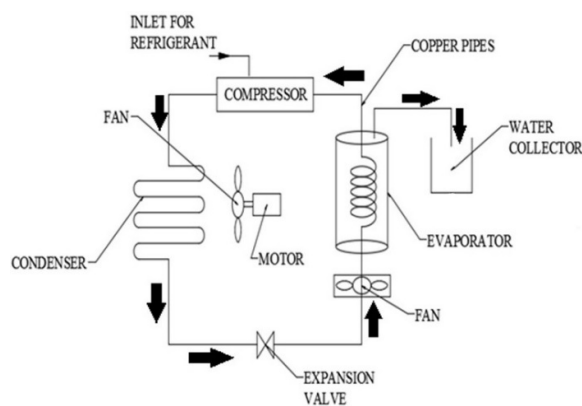 INLET FOR
REFRIGERANT
COPPER PIPES
COMPRESSOR
FAN
WATER
COLLECTOR
CONDENSER
MOTOR
EVAPORATOR
FAN
EXPANSION
VALVE